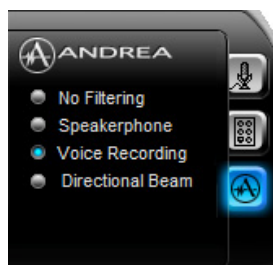 ANDREA
No Filtering
Speakerphone
Voice Recording
Directional Beam